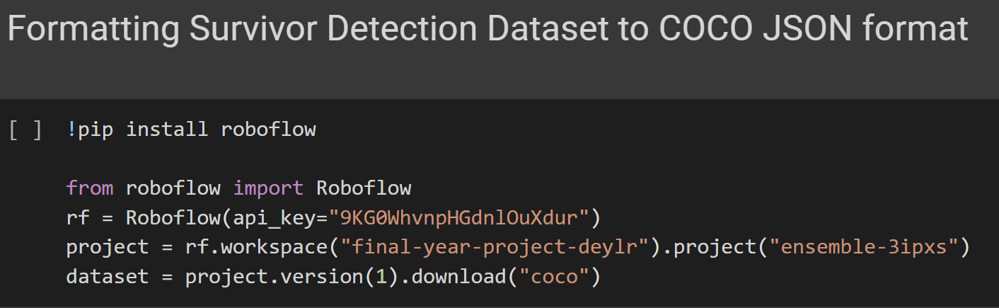 Formatting Survivor Detection Dataset to COCO JSON format
[ ] !pip install roboflow
from roboflow import Roboflow
rf = Roboflow(api_key="9KG0WhvnpHGdnlOuXdur")
project = rf.workspace("final-year-project-deylr").project("ensemble-3ipxs")
dataset = project.version(1).download("coco")